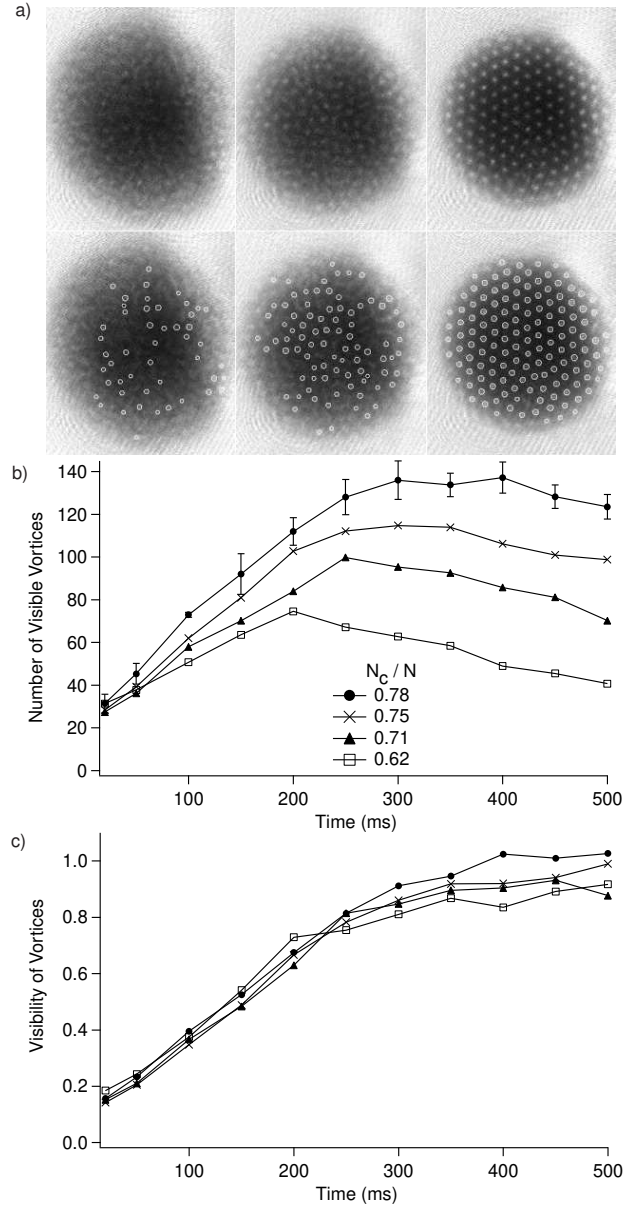 a)
b)
140
120
100
80
60
40
20
0
Number of Visible Vortices
N_C / N
0.78
0.75
0.71
0.62
100 200 300 400 500
Time (ms)
c)
1.0
0.8
0.6
0.4
0.2
0.0
Visibility of Vortices
100 200 300 400 500
Time (ms)